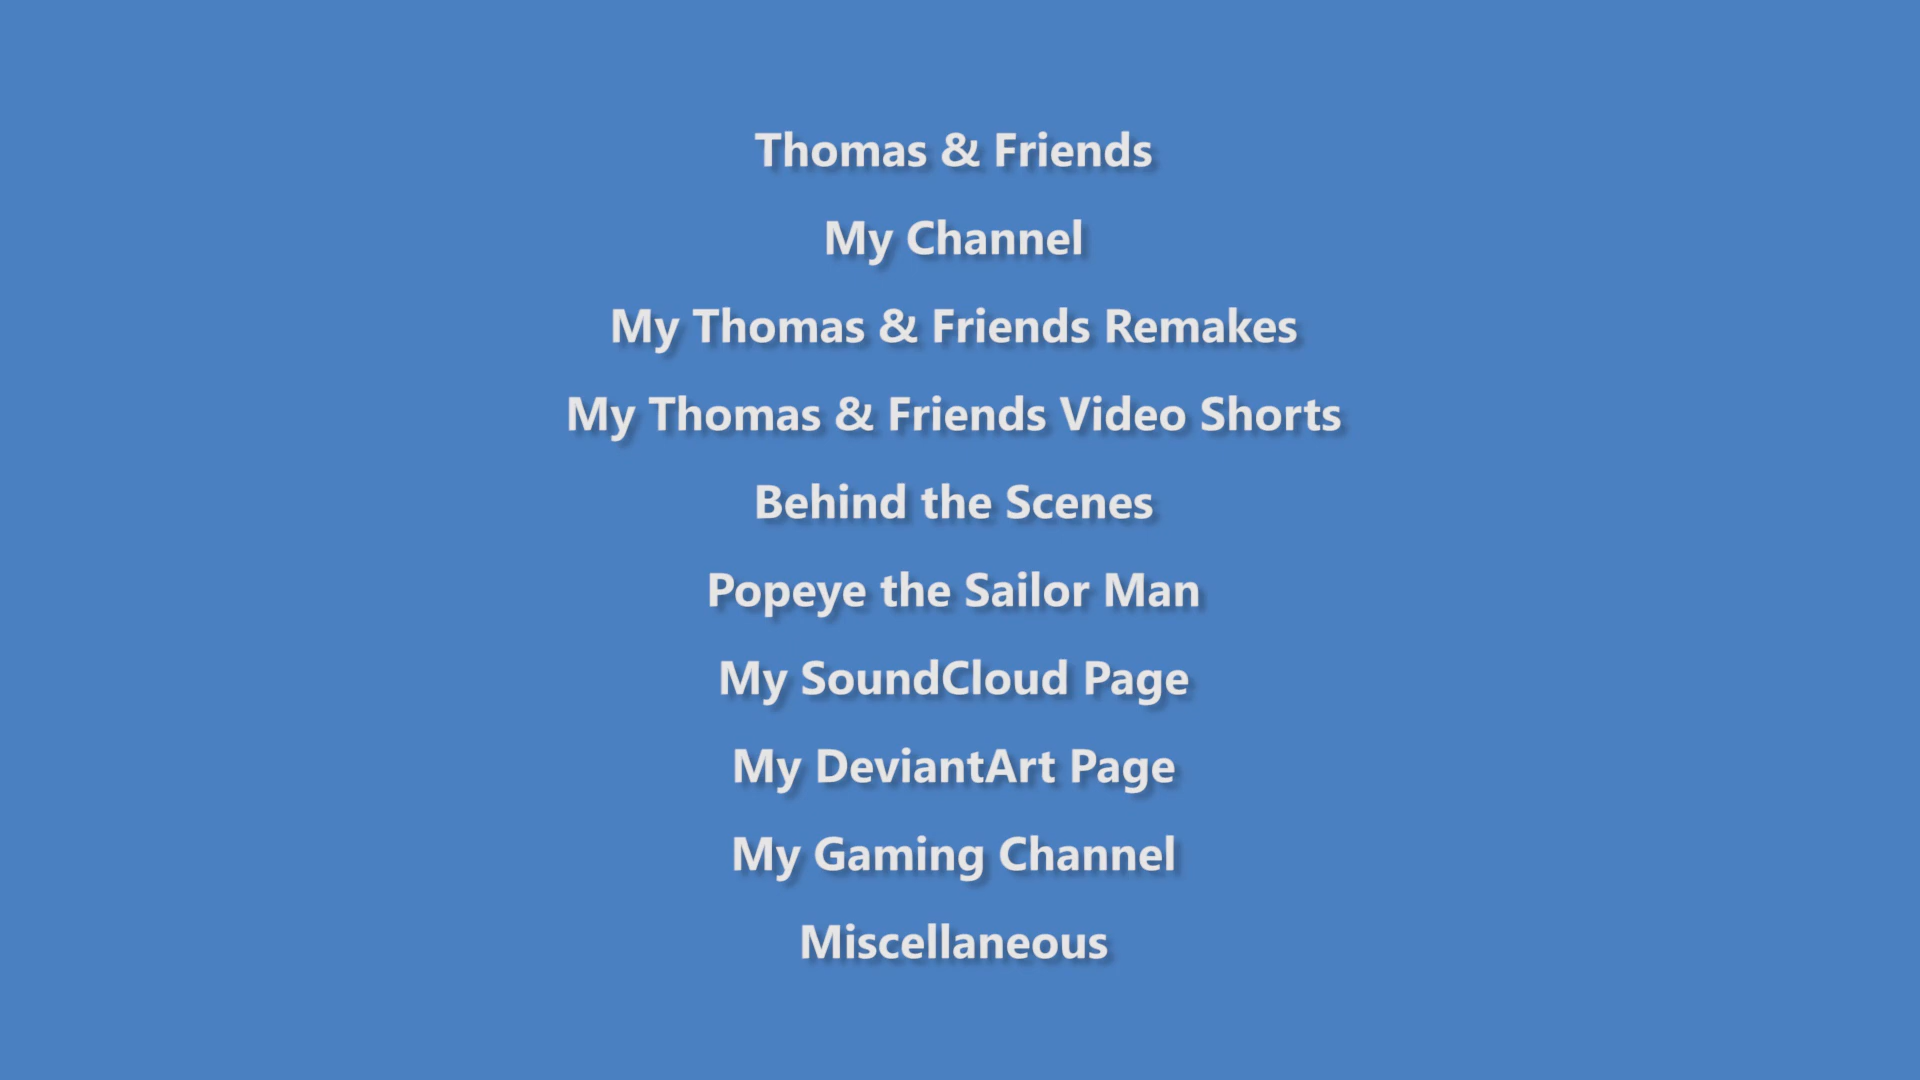 Thomas & Friends
My Channel
My Thomas & Friends Remakes
My Thomas & Friends Video Shorts
Behind the Scenes
Popeye the Sailor Man
My SoundCloud Page
My DeviantArt Page
My Gaming Channel
Miscellaneous